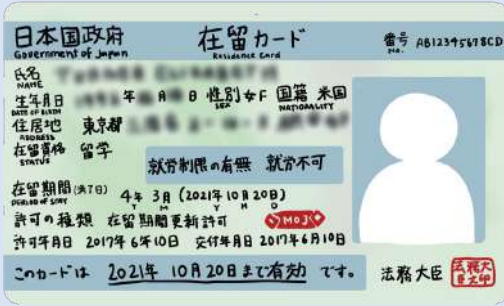 日本国政府 在留カード 番号 AB12345678CD
Government of Japan Residence Card No.
氏名
NAME
生年月日 年 月 日 性別 女 F 国籍 米国
DATE OF BIRTH SEX NATIONALITY
住居地 東京都
ADDRESS
在留資格 留学
STATUS
就労制限の有無 就労不可
在留期間(満了日) 4年 3月 (2021年10月20日)
PERIOD OF STAY Y M Y M D
許可の種類 在留期間更新許可 MOJ
許可年月日 2017年6年10日 交付年月日 2017年6月10日
このカードは 2021年 10月20日まで有効 です。 法務大臣